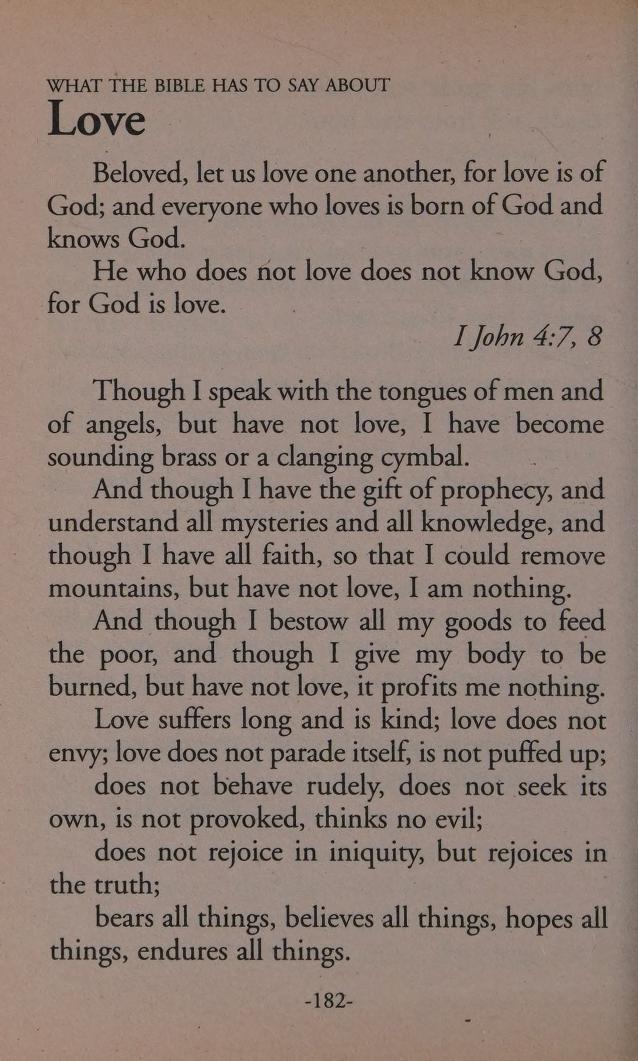 WHAT THE BIBLE HAS TO SAY ABOUT
Love
Beloved, let us love one another, for love is of
God; and everyone who loves is born of God and
knows God.
He who does not love does not know God,
for God is love.
I John 4:7, 8
Though I speak with the tongues of men and
of angels, but have not love, I have become
sounding brass or a clanging cymbal.
And though I have the gift of prophecy, and
understand all mysteries and all knowledge, and
though I have all faith, so that I could remove
mountains, but have not love, I am nothing.
And though I bestow all my goods to feed
the poor, and though I give my body to be
burned, but have not love, it profits me nothing.
Love suffers long and is kind; love does not
envy; love does not parade itself, is not puffed up;
does not behave rudely, does not seek its
own, is not provoked, thinks no evil;
does not rejoice in iniquity, but rejoices in
the truth;
bears all things, believes all things, hopes all
things, endures all things.
-182-